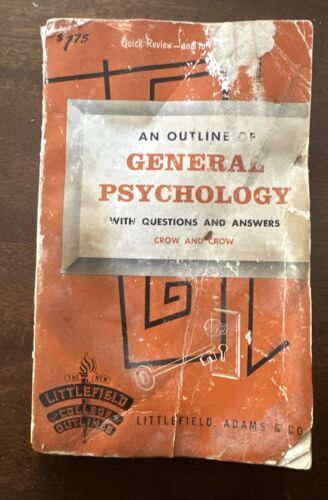 $1.75
Quick Review—and
AN OUTLINE OF
GENERAL
PSYCHOLOGY
WITH QUESTIONS AND ANSWERS
CROW AND CROW
THE NEW
LITTLEFIELD
COLLEGE
OUTLINES
LITTLEFIELD, ADAMS & CO